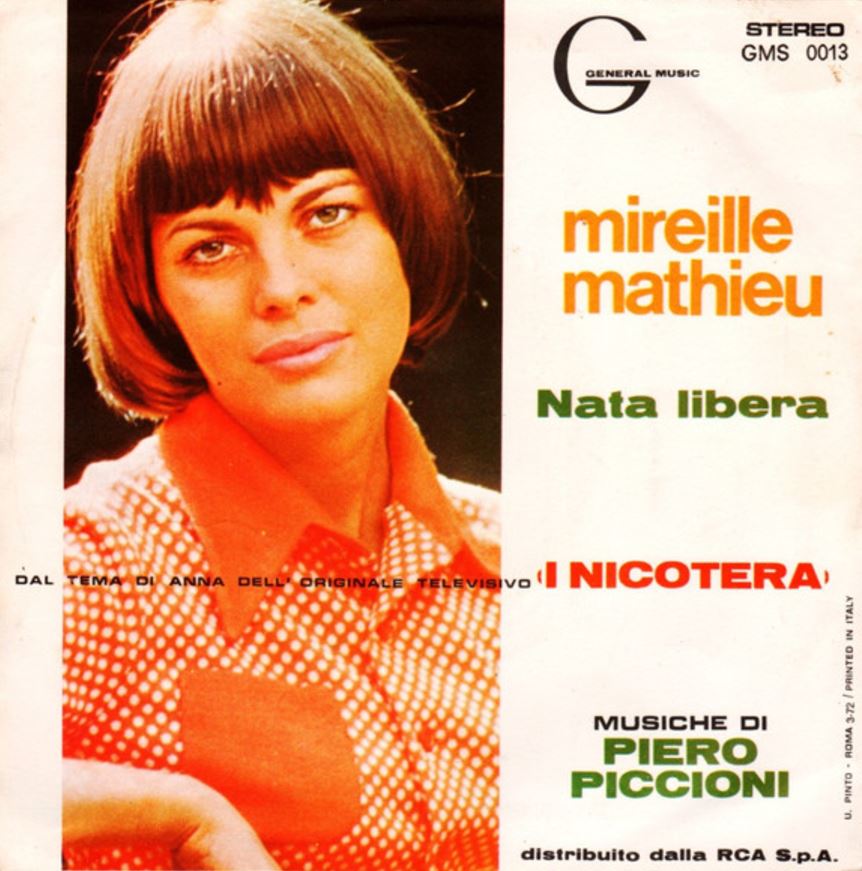 STEREO
GMS 0013
G
GENERAL MUSIC
mireille
mathieu
Nata libera
DAL TEMA DI ANNA DELL' ORIGINALE TELEVISIVO (I NICOTERA)
MUSICHE DI
PIERO
PICCIONI
distribuito dalla RCA S.p.A.
U. PINTO - ROMA 3-72 / PRINTED IN ITALY